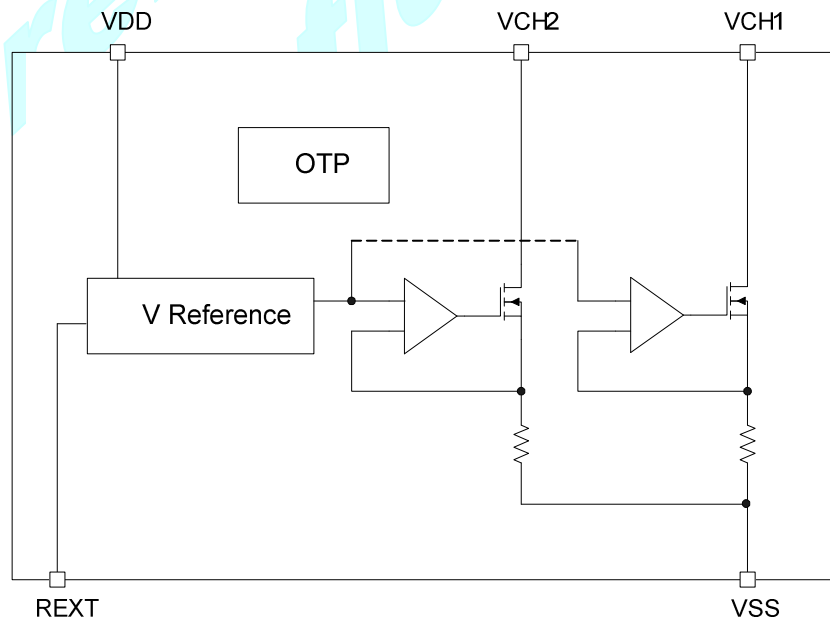 VDD
VCH2
VCH1
OTP
V Reference
REXT
VSS